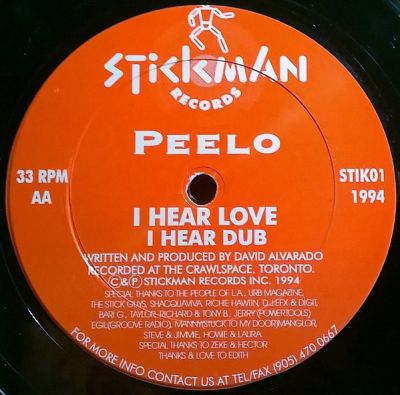 STICKMAN
RECORDS
PEELO
33 RPM
AA
STIK01
1994
I HEAR LOVE
I HEAR DUB
WRITTEN AND PRODUCED BY DAVID ALVARADO
RECORDED AT THE CRAWLSPACE. TORONTO.
©&℗ STICKMAN RECORDS INC. 1994
SPECIAL THANKS TO THE PEOPLE OF L.A., URB MAGAZINE,
THE STICK GUYS, SHACQUAVIVA, RICHIE HAWTIN, DJ LEFX & DIGIT,
BARI G., TAYLOR, RICHARD & TONY B., JERRY (POWERTOOLS)
EGIL(GROOVE RADIO), MANNY(STUCK TO MY DOOR)MANGLOR,
STEVE & JIMMIE, HOWIE & LAURA.
SPECIAL THANKS TO ZEKE & HECTOR
THANKS & LOVE TO EDITH
FOR MORE INFO CONTACT US AT TEL/FAX (905) 470 0667